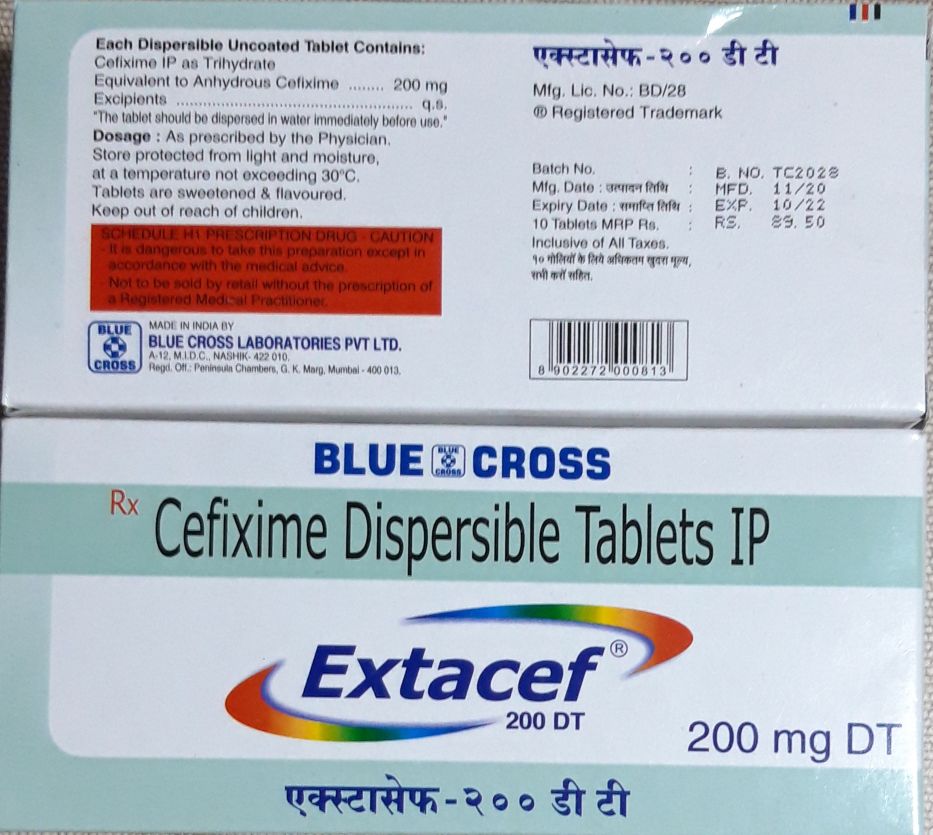 Each Dispersible Uncoated Tablet Contains:
Cefixime IP as Trihydrate
Equivalent to Anhydrous Cefixime ........ 200 mg
Excipients ................................................ q.s.
"The tablet should be dispersed in water immediately before use."
Dosage : As prescribed by the Physician.
Store protected from light and moisture,
at a temperature not exceeding 30°C.
Tablets are sweetened & flavoured.
Keep out of reach of children.
SCHEDULE H1 PRESCRIPTION DRUG - CAUTION
- It is dangerous to take this preparation except in
accordance with the medical advice.
- Not to be sold by retail without the prescription of
a Registered Medical Practitioner.
BLUE
CROSS
MADE IN INDIA BY
BLUE CROSS LABORATORIES PVT LTD.
A-12, M.I.D.C., NASHIK- 422 010.
Regd. Off.: Peninsula Chambers, G. K. Marg, Mumbai - 400 013.
एक्स्टासेफ-२०० डी टी
Mfg. Lic. No.: BD/28
® Registered Trademark
Batch No. : B. NO. TC2028
Mfg. Date : उत्पादन तिथि : MFD. 11/20
Expiry Date : समाप्ति तिथि : EXP. 10/22
10 Tablets MRP Rs. : RS. 89.50
Inclusive of All Taxes.
१० गोलियों के लिये अधिकतम खुदरा मूल्य,
सभी करों सहित.
8 902272 000813
BLUE BLUE CROSS CROSS
Rx Cefixime Dispersible Tablets IP
Extacef®
200 DT
200 mg DT
एक्स्टासेफ-२०० डी टी